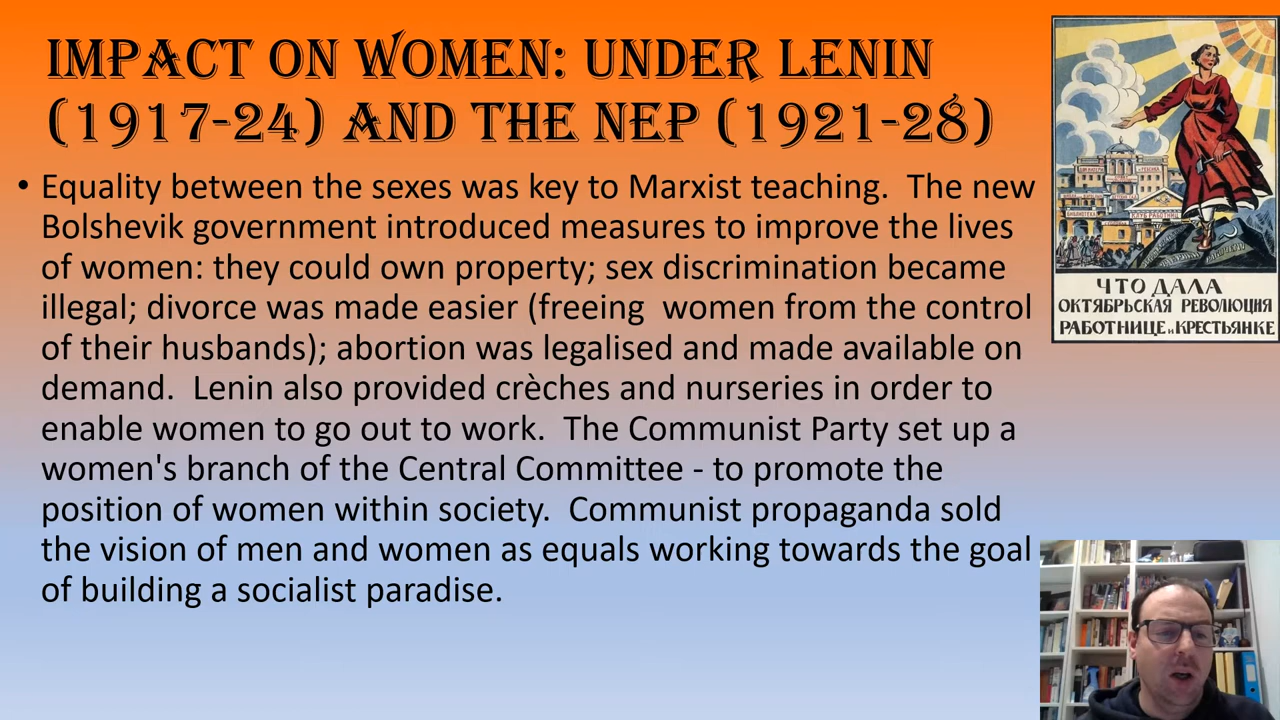 IMPACT ON WOMEN: UNDER LENIN
(1917-24) AND THE NEP (1921-28)
• Equality between the sexes was key to Marxist teaching.  The new
Bolshevik government introduced measures to improve the lives
of women: they could own property; sex discrimination became
illegal; divorce was made easier (freeing  women from the control
of their husbands); abortion was legalised and made available on
demand.  Lenin also provided crèches and nurseries in order to
enable women to go out to work.  The Communist Party set up a
women's branch of the Central Committee - to promote the
position of women within society.  Communist propaganda sold
the vision of men and women as equals working towards the goal
of building a socialist paradise.
БИБЛИОТЕКА
КЛУБ РАБОТНИЦ
ЧТО ДАЛА
ОКТЯБРЬСКАЯ РЕВОЛЮЦИЯ
РАБОТНИЦЕ и КРЕСТЬЯНКЕ